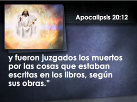 Apocalipsis 20:12
y fueron juzgados los muertos
por las cosas que estaban
escritas en los libros, según
sus obras."